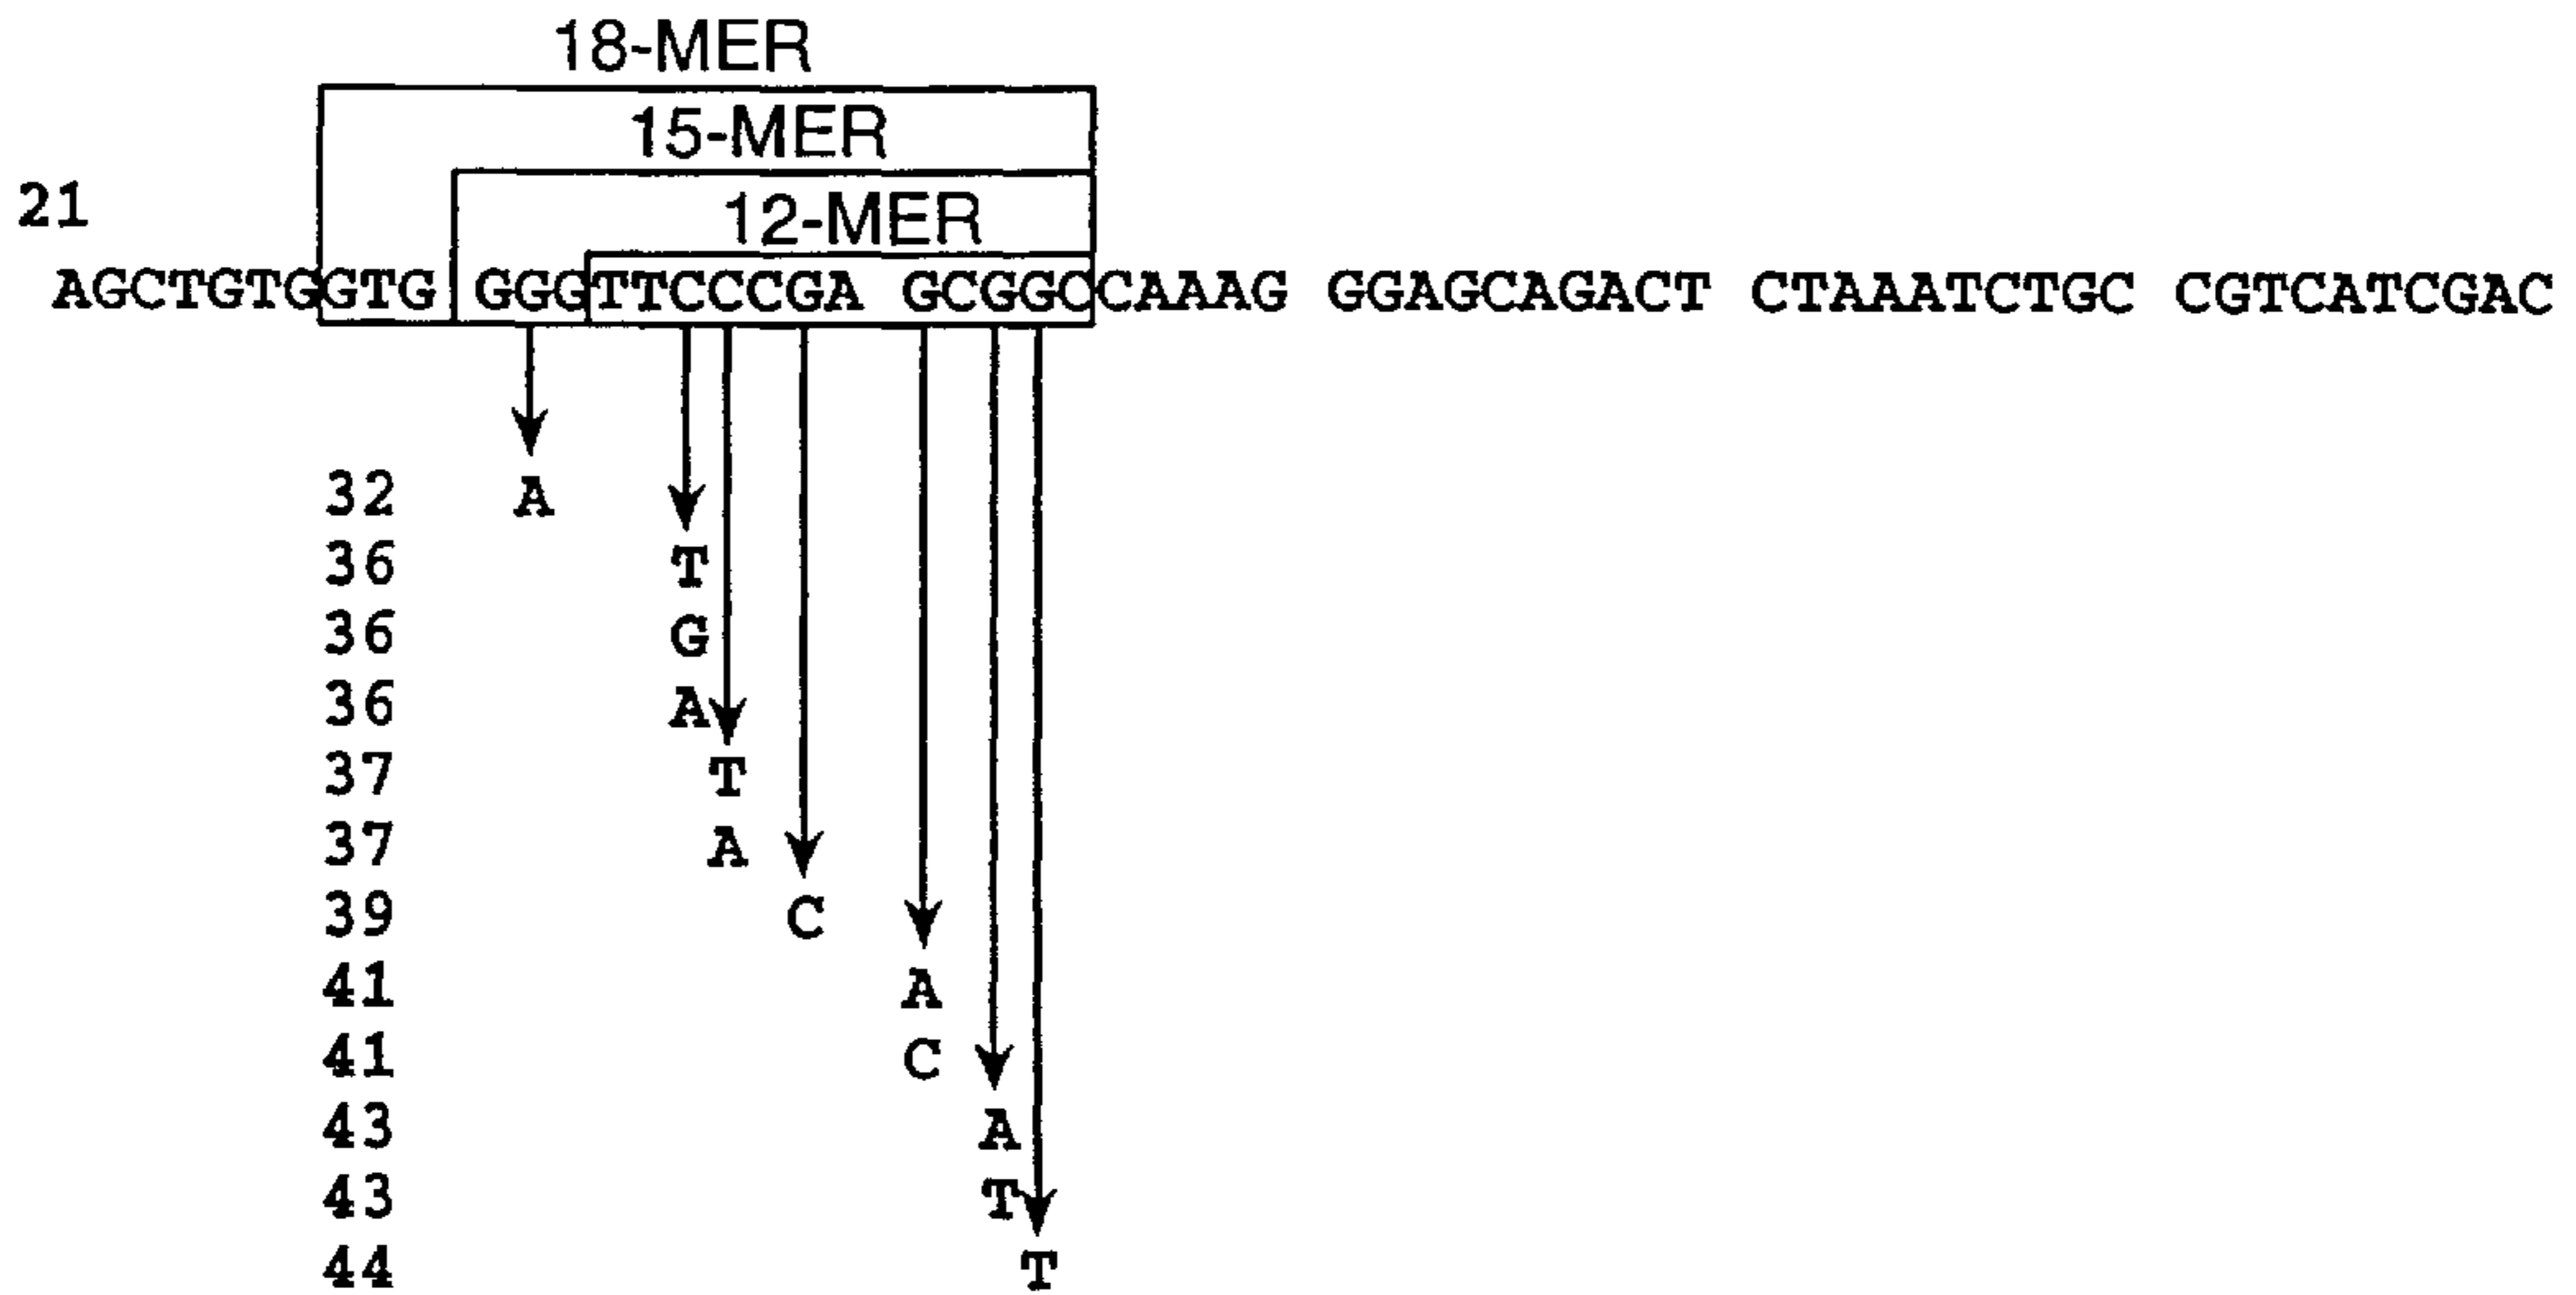 18-MER
15-MER
21
12-MER
AGCTGTGGTG GGGTTCCCGA GCGGCCAAAG GGAGCAGACT CTAAATCTGC CGTCATCGAC
32 A
36 T
36 G
36 A
37 T
37 A
39 C
41 A
41 C
43 A
43 T
44 T